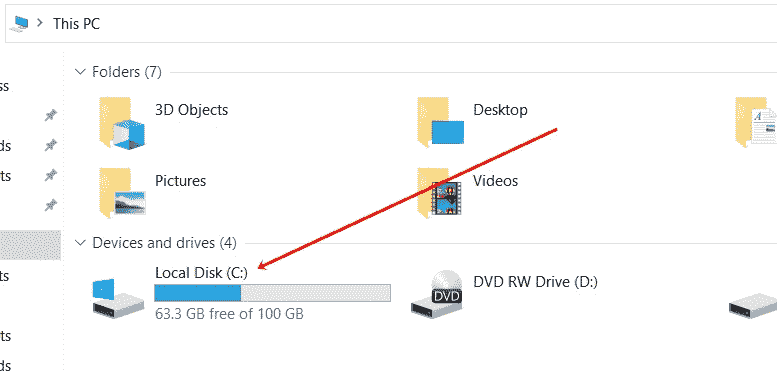 This PC
Folders (7)
ss
3D Objects
Desktop
ds
ts
Pictures
Videos
Devices and drives (4)
ts
Local Disk (C:)
DVD RW Drive (D:)
DVD
63.3 GB free of 100 GB
ts
ds